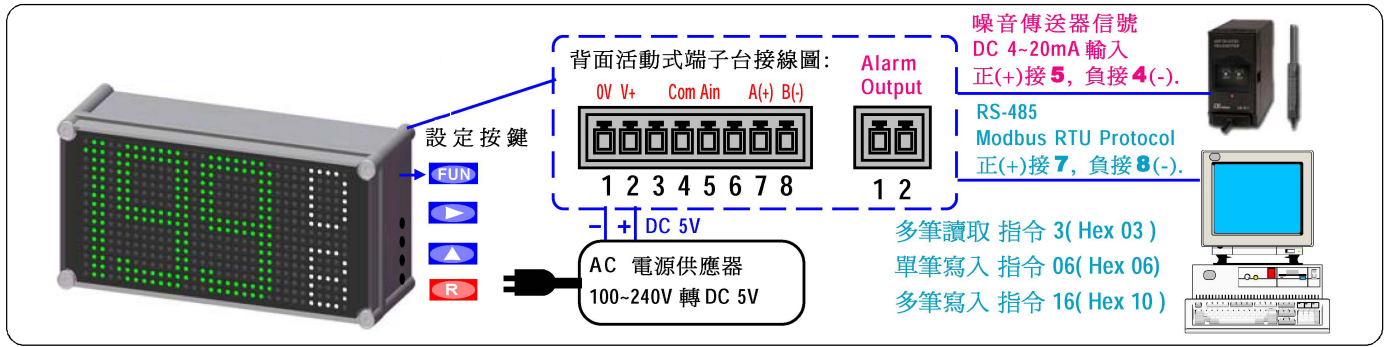 設定按鍵
FUN
R
背面活動式端子台接線圖:
0V V+ Com Ain A(+) B(-)
1 2 3 4 5 6 7 8
Alarm
Output
1 2
− + DC 5V
AC 電源供應器
100~240V 轉 DC 5V
噪音傳送器信號
DC 4~20mA 輸入
正(+)接5, 負接4(-).
RS-485
Modbus RTU Protocol
正(+)接7, 負接8(-).
多筆讀取 指令 3( Hex 03 )
單筆寫入 指令 06( Hex 06)
多筆寫入 指令 16( Hex 10 )